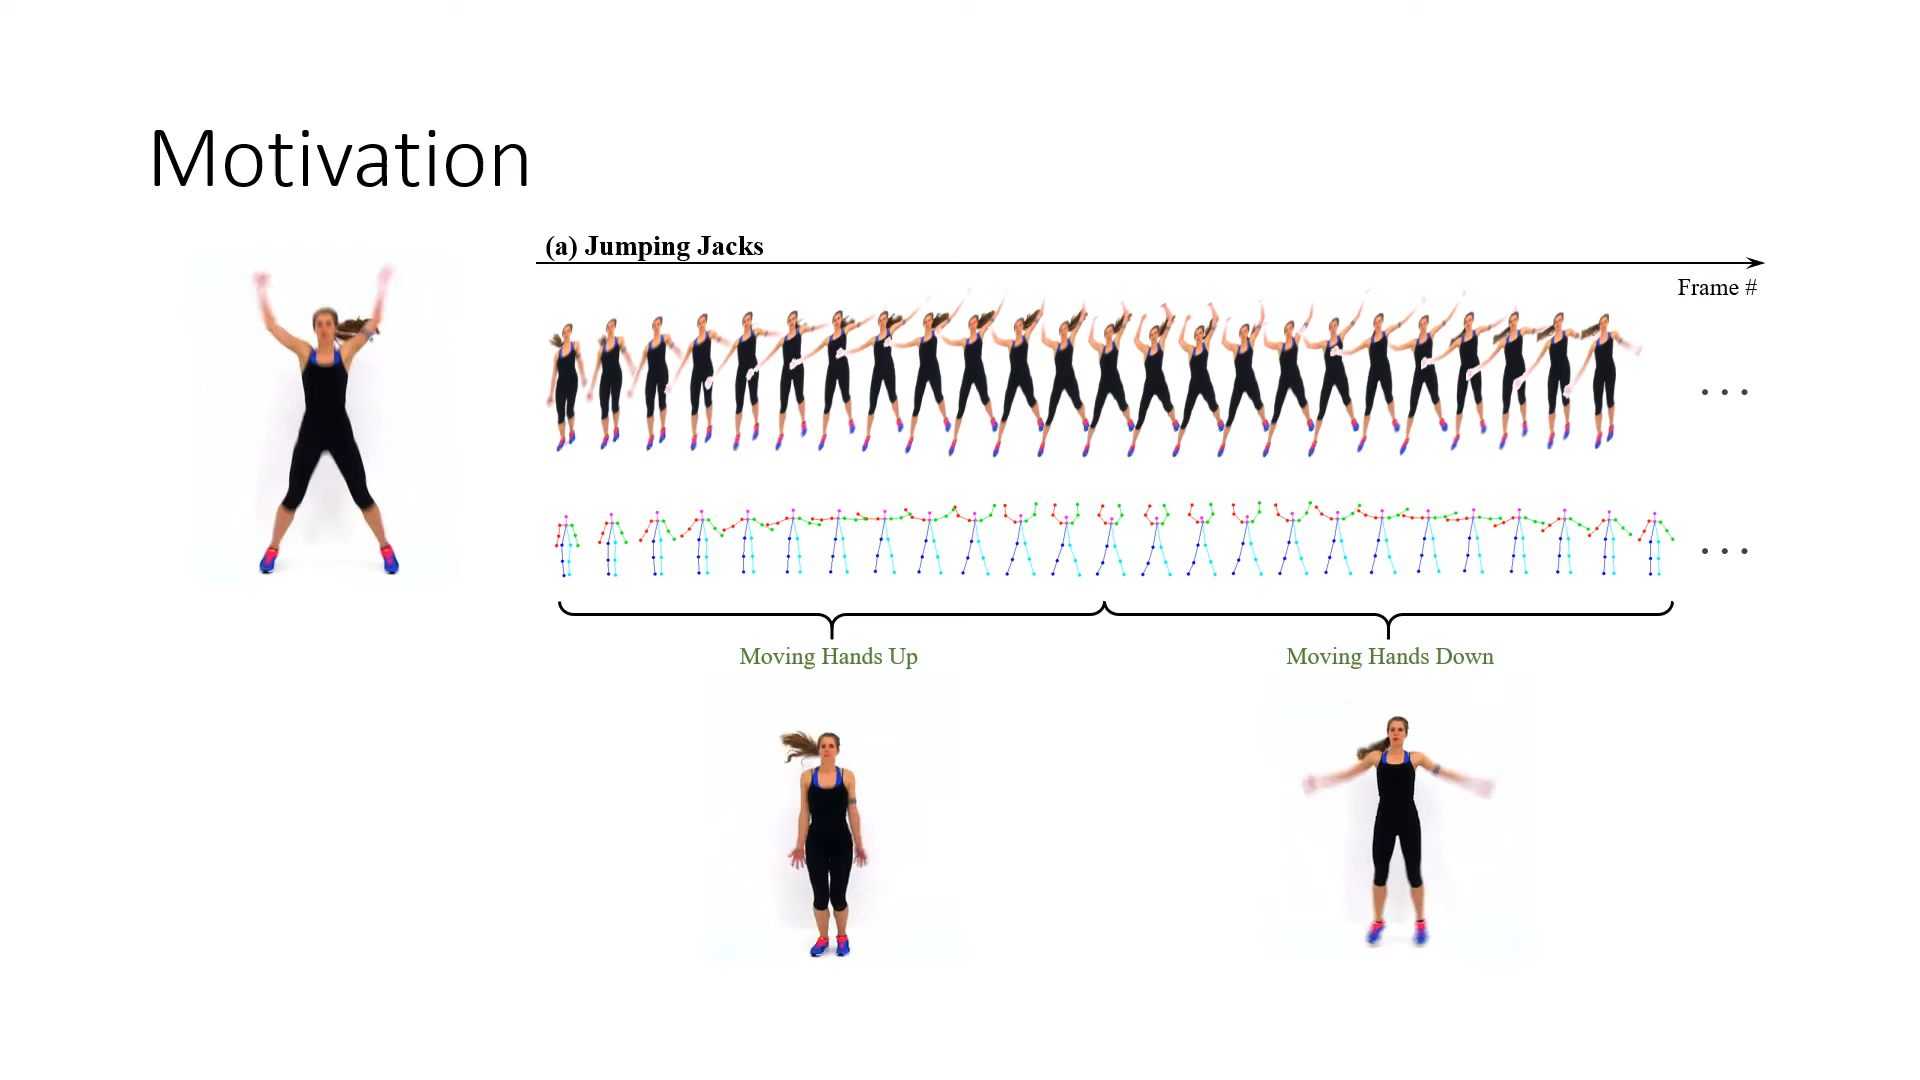 Motivation
(a) Jumping Jacks
Frame #
. . .
. . .
Moving Hands Up
Moving Hands Down